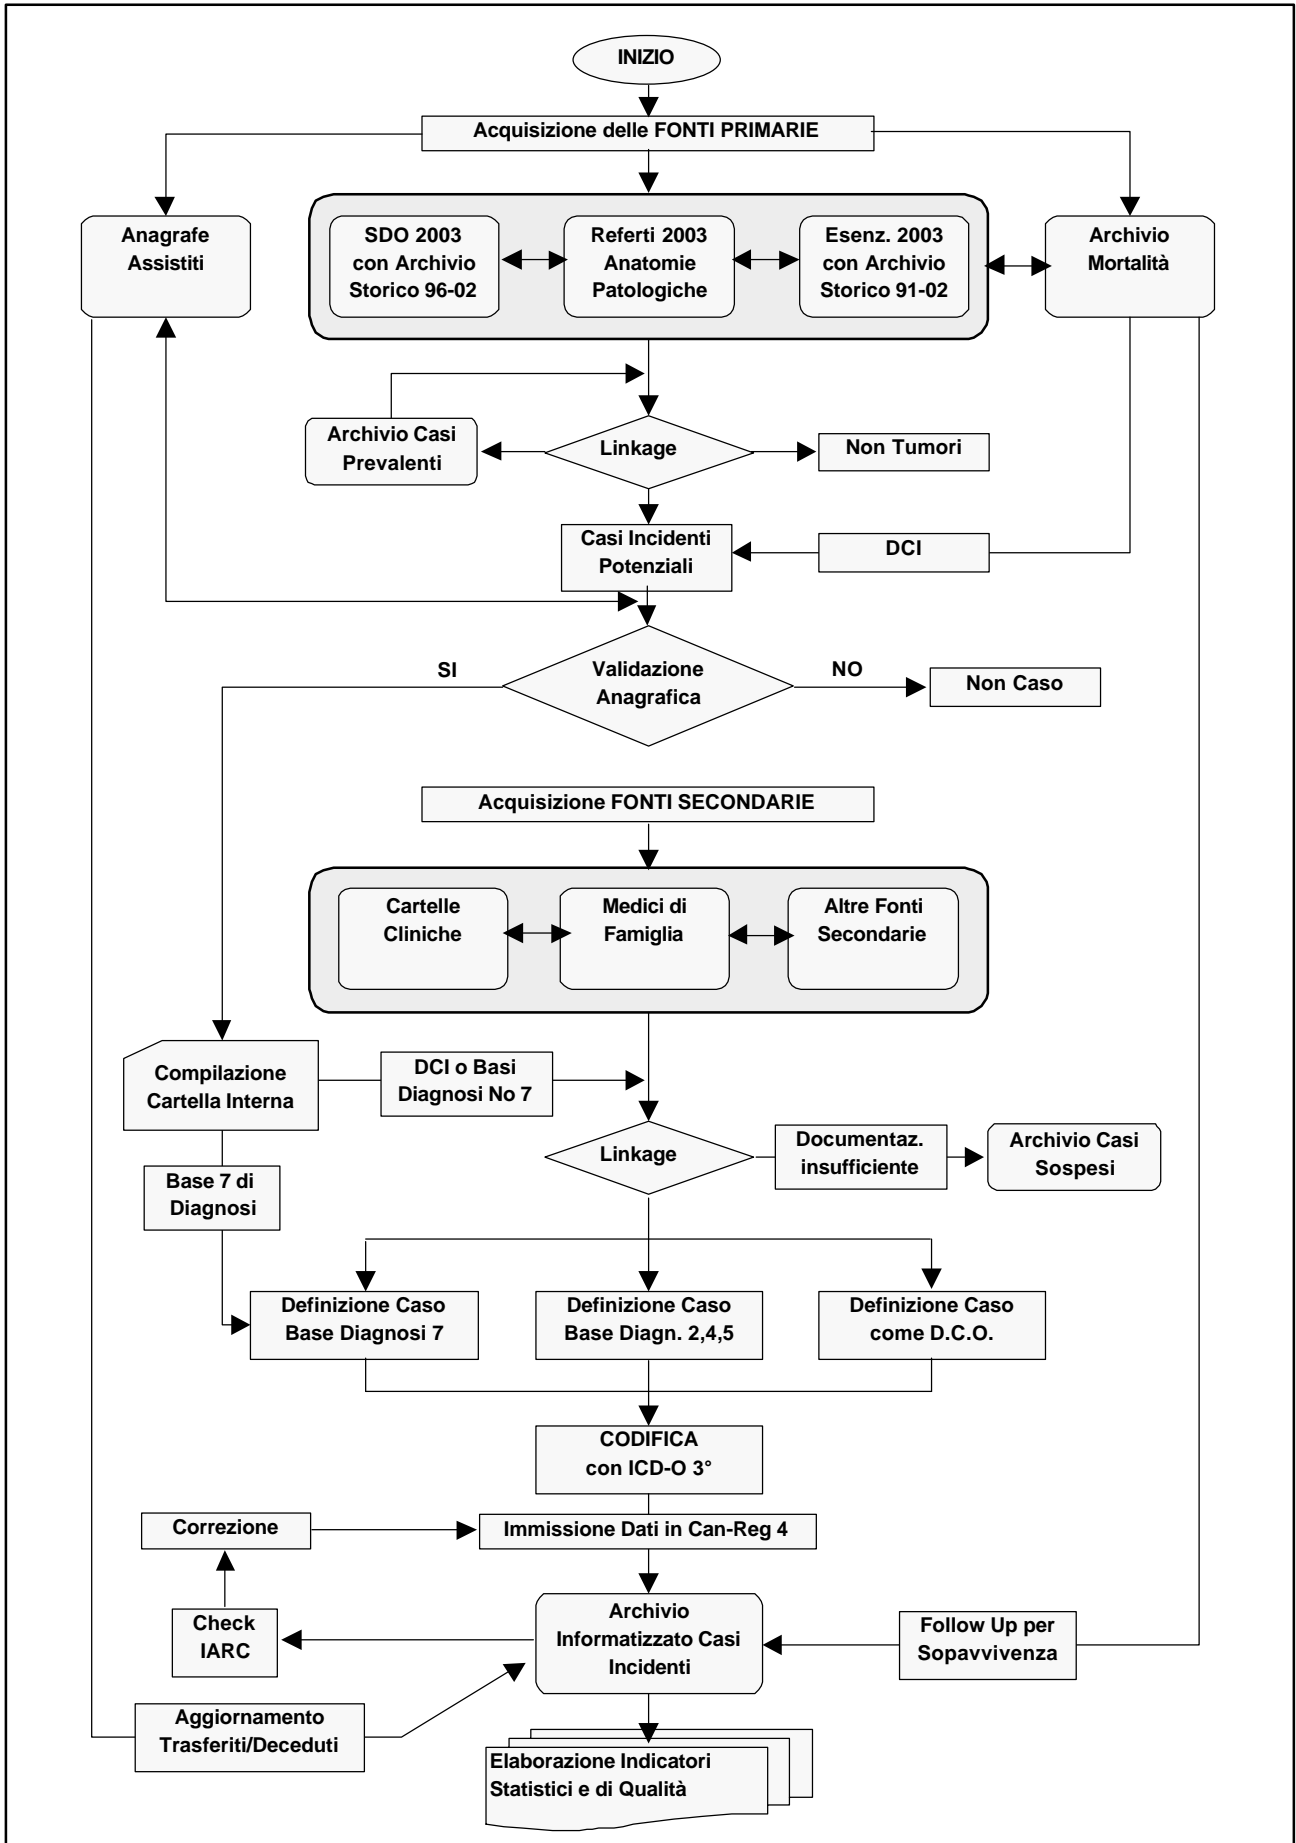 INIZIO
Acquisizione delle FONTI PRIMARIE
Anagrafe
Assistiti
SDO 2003
con Archivio
Storico 96-02
Referti 2003
Anatomie
Patologiche
Esenz. 2003
con Archivio
Storico 91-02
Archivio
Mortalità
Archivio Casi
Prevalenti
Linkage
Non Tumori
Casi Incidenti
Potenziali
DCI
SI
Validazione
Anagrafica
NO
Non Caso
Acquisizione FONTI SECONDARIE
Cartelle
Cliniche
Medici di
Famiglia
Altre Fonti
Secondarie
Compilazione
Cartella Interna
DCI o Basi
Diagnosi No 7
Linkage
Documentaz.
insufficiente
Archivio Casi
Sospesi
Base 7 di
Diagnosi
Definizione Caso
Base Diagnosi 7
Definizione Caso
Base Diagn. 2,4,5
Definizione Caso
come D.C.O.
CODIFICA
con ICD-O 3°
Correzione
Immissione Dati in Can-Reg 4
Check
IARC
Archivio
Informatizzato Casi
Incidenti
Follow Up per
Sopavvivenza
Aggiornamento
Trasferiti/Deceduti
Elaborazione Indicatori
Statistici e di Qualità